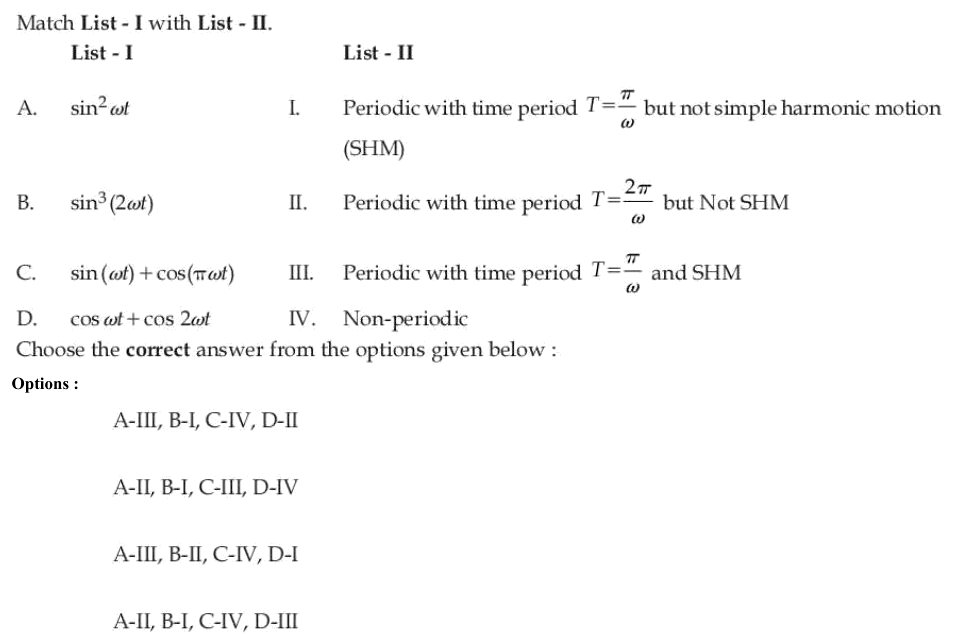 Match List - I with List - II.
List - I List - II
A. sin² ωt I. Periodic with time period T = π/ω but not simple harmonic motion
(SHM)
B. sin³ (2ωt) II. Periodic with time period T = 2π/ω but Not SHM
C. sin (ωt) + cos(πωt) III. Periodic with time period T = π/ω and SHM
D. cos ωt + cos 2ωt IV. Non-periodic
Choose the correct answer from the options given below :
Options :
A-III, B-I, C-IV, D-II
A-II, B-I, C-III, D-IV
A-III, B-II, C-IV, D-I
A-II, B-I, C-IV, D-III